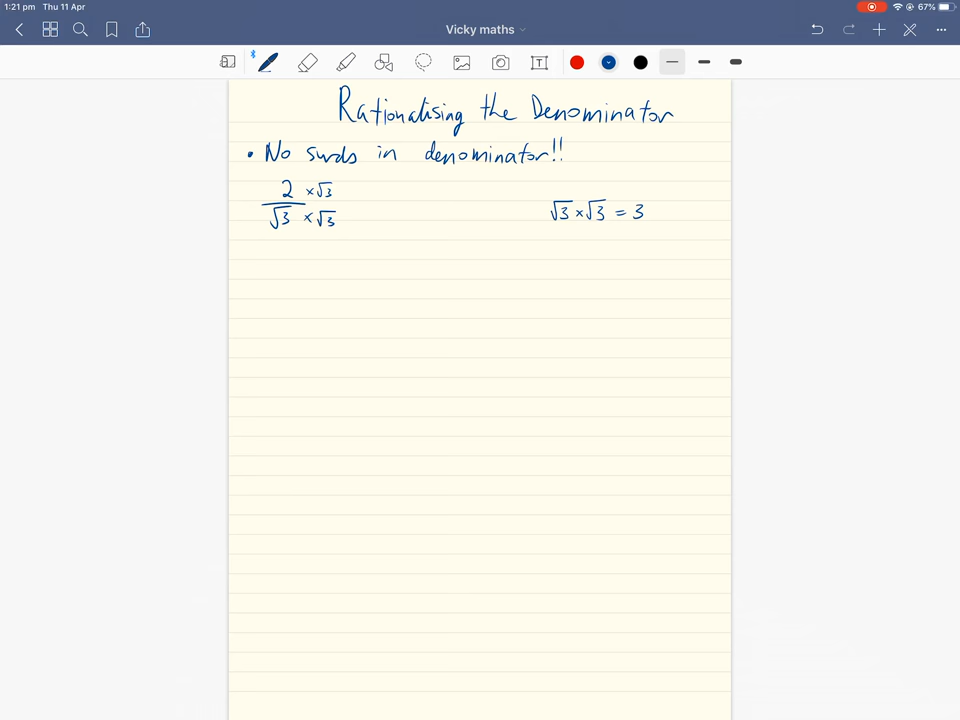 1:21 pm Thu 11 Apr 67%
Vicky maths
T
Rationalising the Denominator
• No surds in denominator!!
2 ×√3
√3 ×√3
√3×√3 = 3